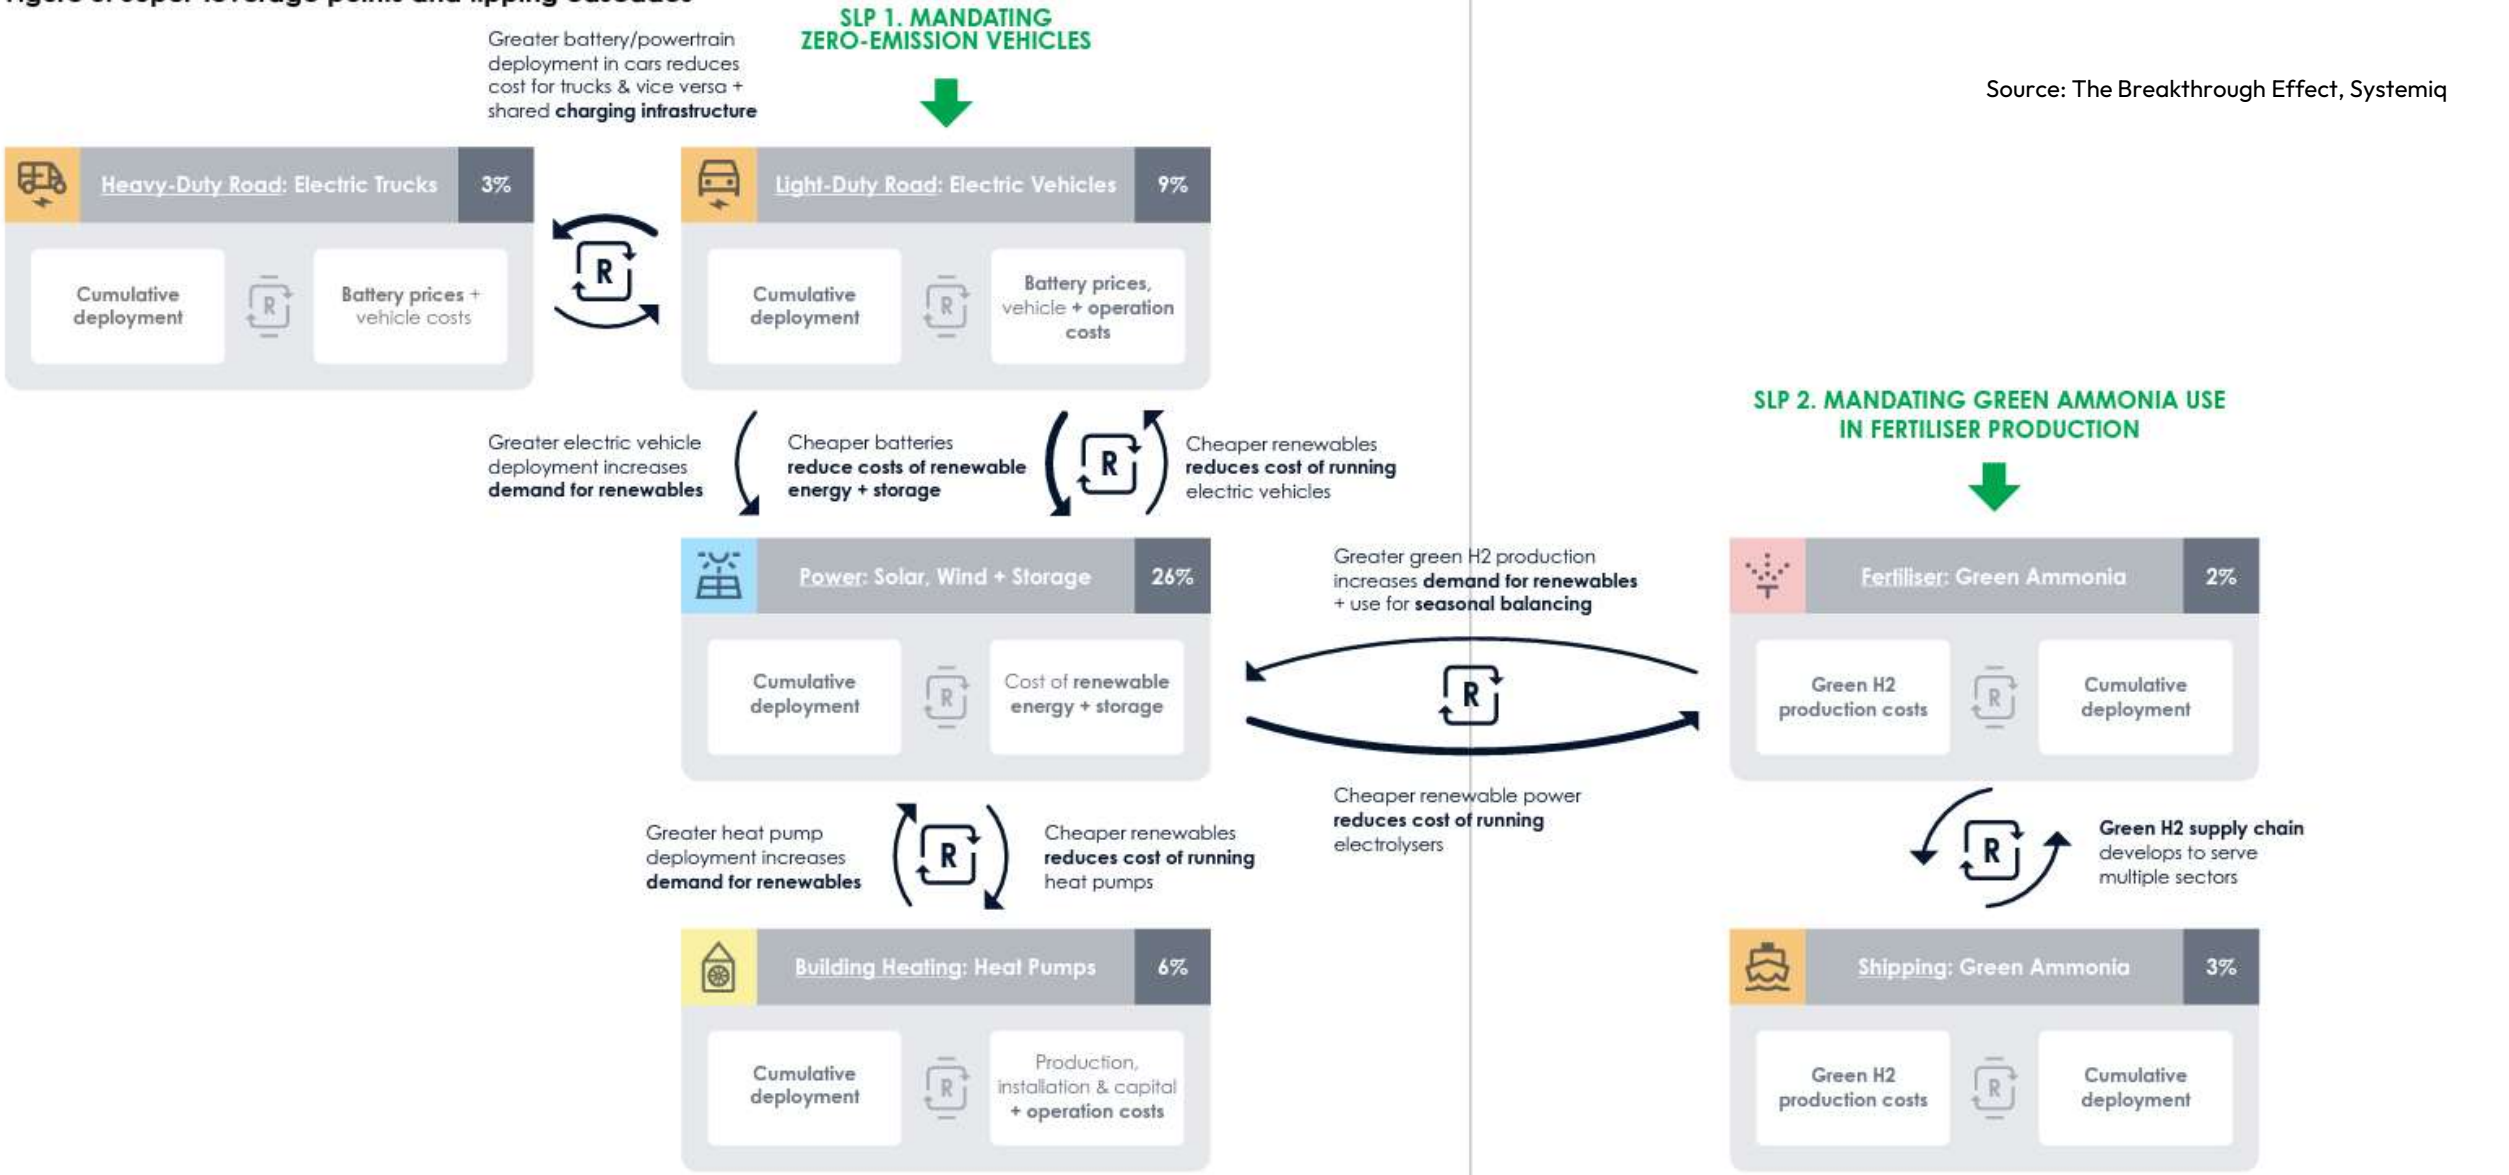 Figure 3: Super-leverage points and tipping cascades
SLP 1. MANDATING
ZERO-EMISSION VEHICLES
Greater battery/powertrain
deployment in cars reduces
cost for trucks & vice versa +
shared charging infrastructure
Source: The Breakthrough Effect, Systemiq
Heavy-Duty Road: Electric Trucks
3%
Cumulative
deployment
R
Battery prices +
vehicle costs
R
Light-Duty Road: Electric Vehicles
9%
Cumulative
deployment
R
Battery prices,
vehicle + operation
costs
Greater electric vehicle
deployment increases
demand for renewables
Cheaper batteries
reduce costs of renewable
energy + storage
R
Cheaper renewables
reduces cost of running
electric vehicles
SLP 2. MANDATING GREEN AMMONIA USE
IN FERTILISER PRODUCTION
Power: Solar, Wind + Storage
26%
Cumulative
deployment
R
Cost of renewable
energy + storage
Greater green H2 production
increases demand for renewables
+ use for seasonal balancing
R
Cheaper renewable power
reduces cost of running
electrolysers
Fertiliser: Green Ammonia
2%
Green H2
production costs
R
Cumulative
deployment
Greater heat pump
deployment increases
demand for renewables
R
Cheaper renewables
reduces cost of running
heat pumps
R
Green H2 supply chain
develops to serve
multiple sectors
Building Heating: Heat Pumps
6%
Cumulative
deployment
R
Production,
installation & capital
+ operation costs
Shipping: Green Ammonia
3%
Green H2
production costs
R
Cumulative
deployment